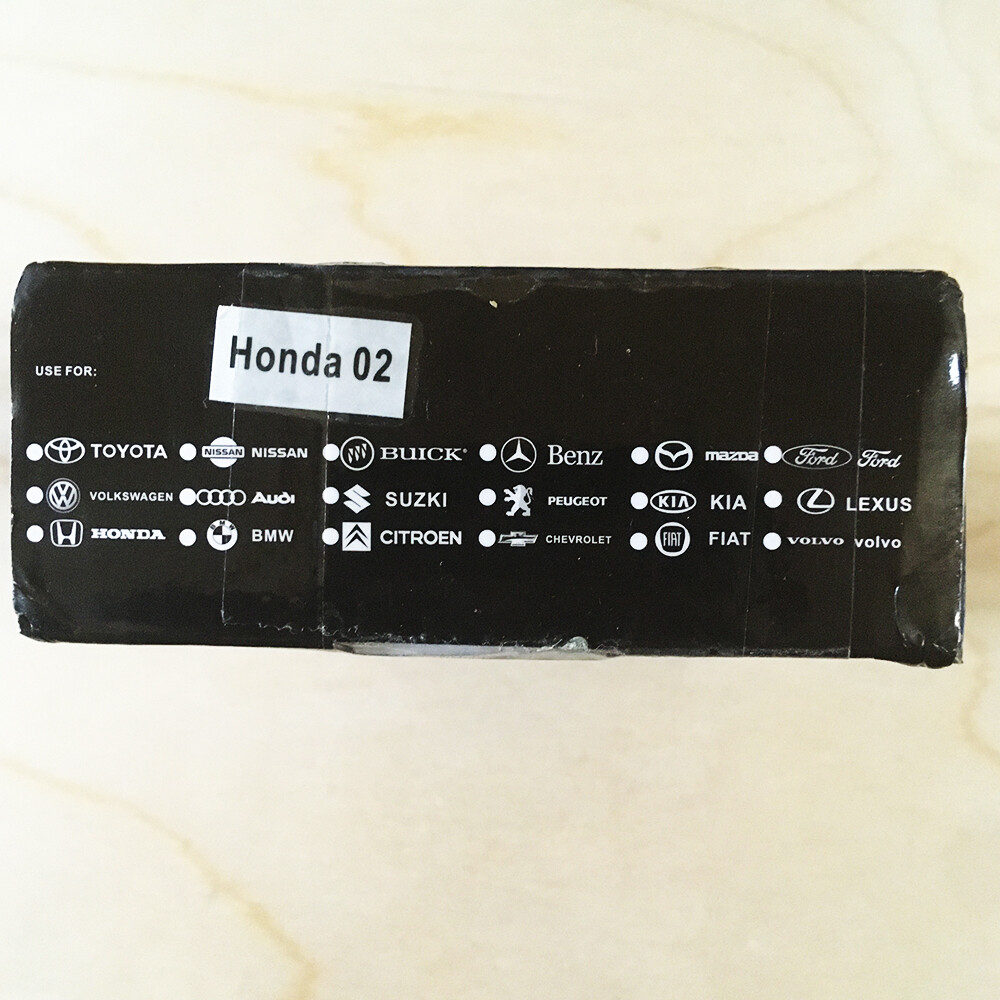 Honda 02
USE FOR:
TOYOTA NISSAN NISSAN BUICK Benz mazda Ford Ford
VOLKSWAGEN Audi SUZKI PEUGEOT KIA KIA LEXUS
HONDA BMW BMW CITROEN CHEVROLET FIAT FIAT VOLVO volvo